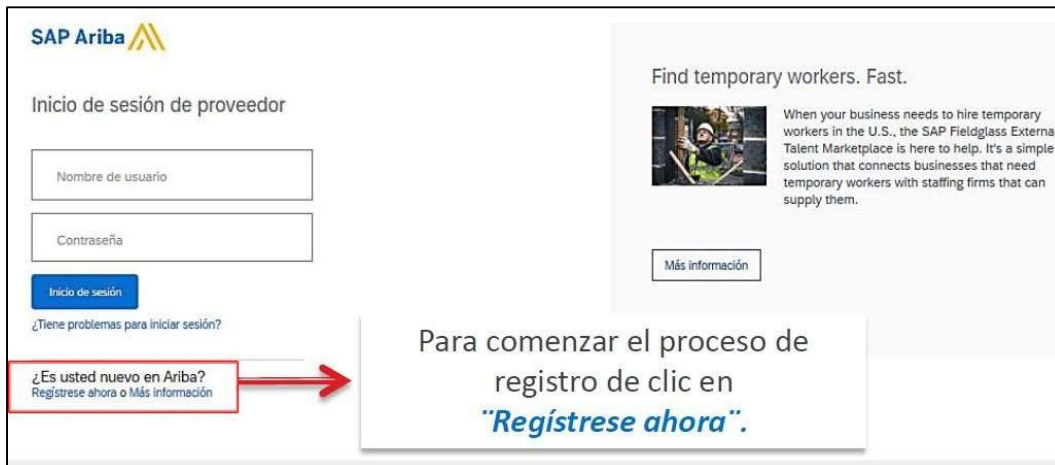 SAP Ariba
Inicio de sesión de proveedor
Nombre de usuario
Contraseña
Inicio de sesión
¿Tiene problemas para iniciar sesión?
¿Es usted nuevo en Ariba?
Regístrese ahora o Más información
Find temporary workers. Fast.
When your business needs to hire temporary
workers in the U.S., the SAP Fieldglass Externa
Talent Marketplace is here to help. It's a simple
solution that connects businesses that need
temporary workers with staffing firms that can
supply them.
Más información
Para comenzar el proceso de
registro de clic en
¨Regístrese ahora¨.